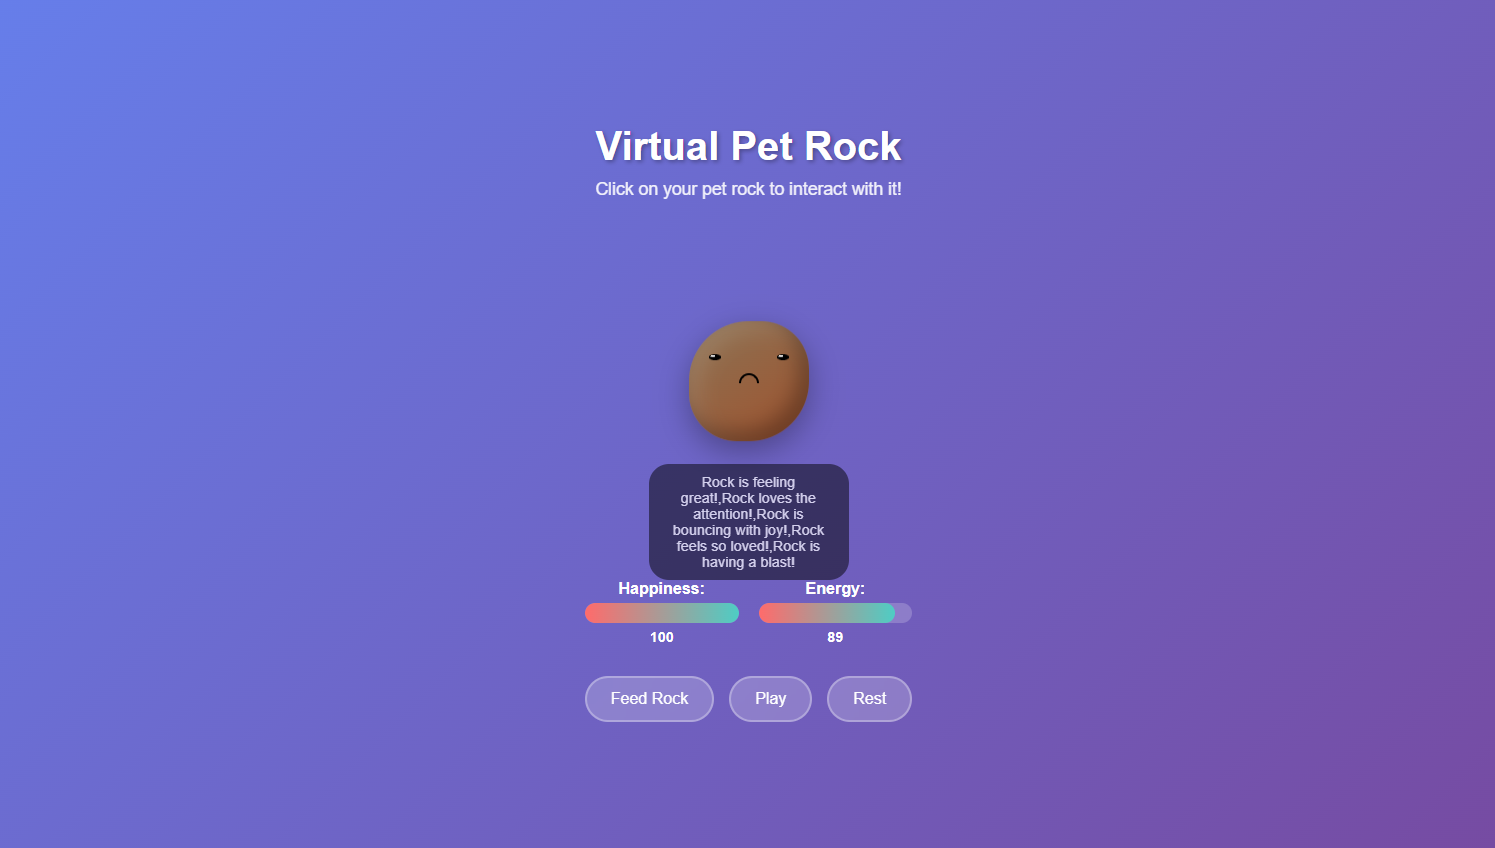 Virtual Pet Rock
Click on your pet rock to interact with it!
Rock is feeling
great!,Rock loves the
attention!,Rock is
bouncing with joy!,Rock
feels so loved!,Rock is
having a blast!
Happiness:
100
Energy:
89
Feed Rock
Play
Rest